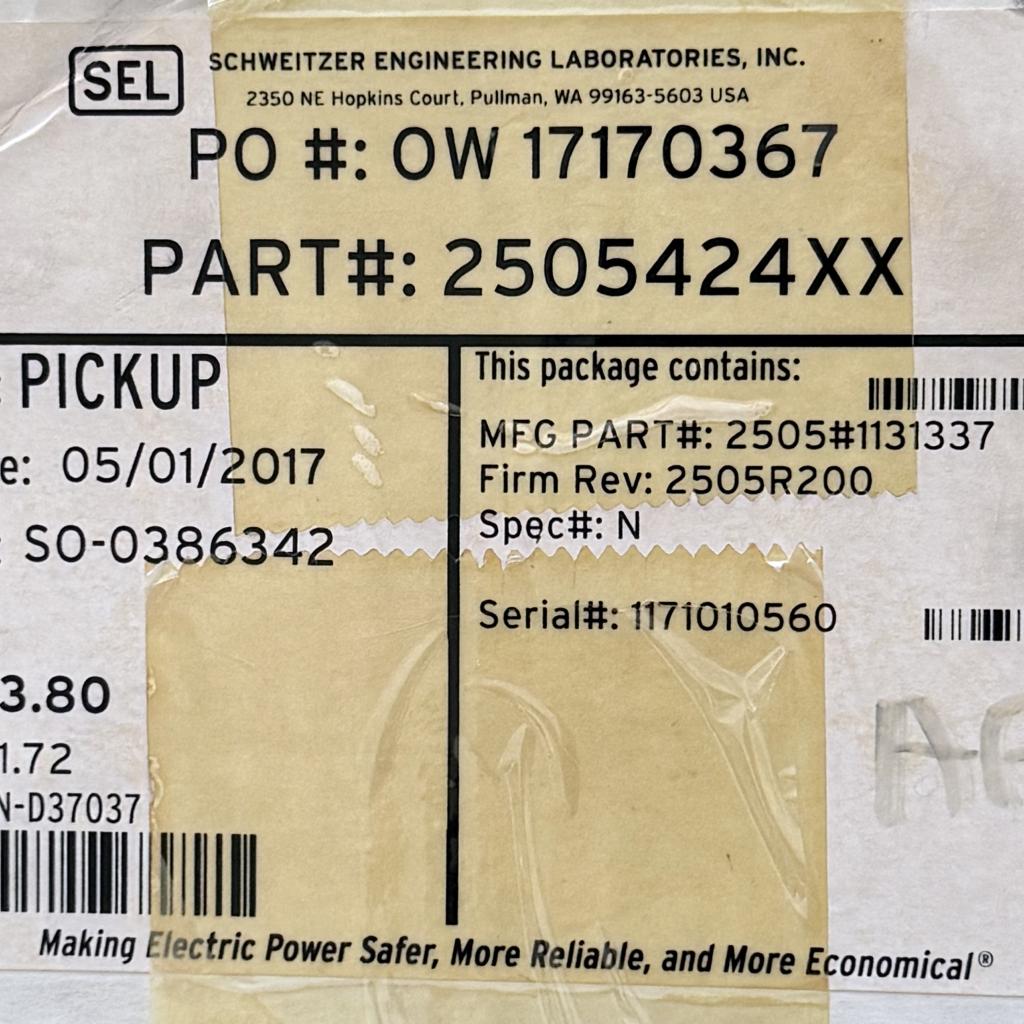 SEL
SCHWEITZER ENGINEERING LABORATORIES, INC.
2350 NE Hopkins Court, Pullman, WA 99163-5603 USA
PO #: OW 17170367
PART#: 2505424XX
: PICKUP
e: 05/01/2017
: SO-0386342
3.80
1.72
N-D37037
This package contains:
MFG PART#: 2505#1131337
Firm Rev: 2505R200
Spec#: N
Serial#: 1171010560
Making Electric Power Safer, More Reliable, and More Economical®